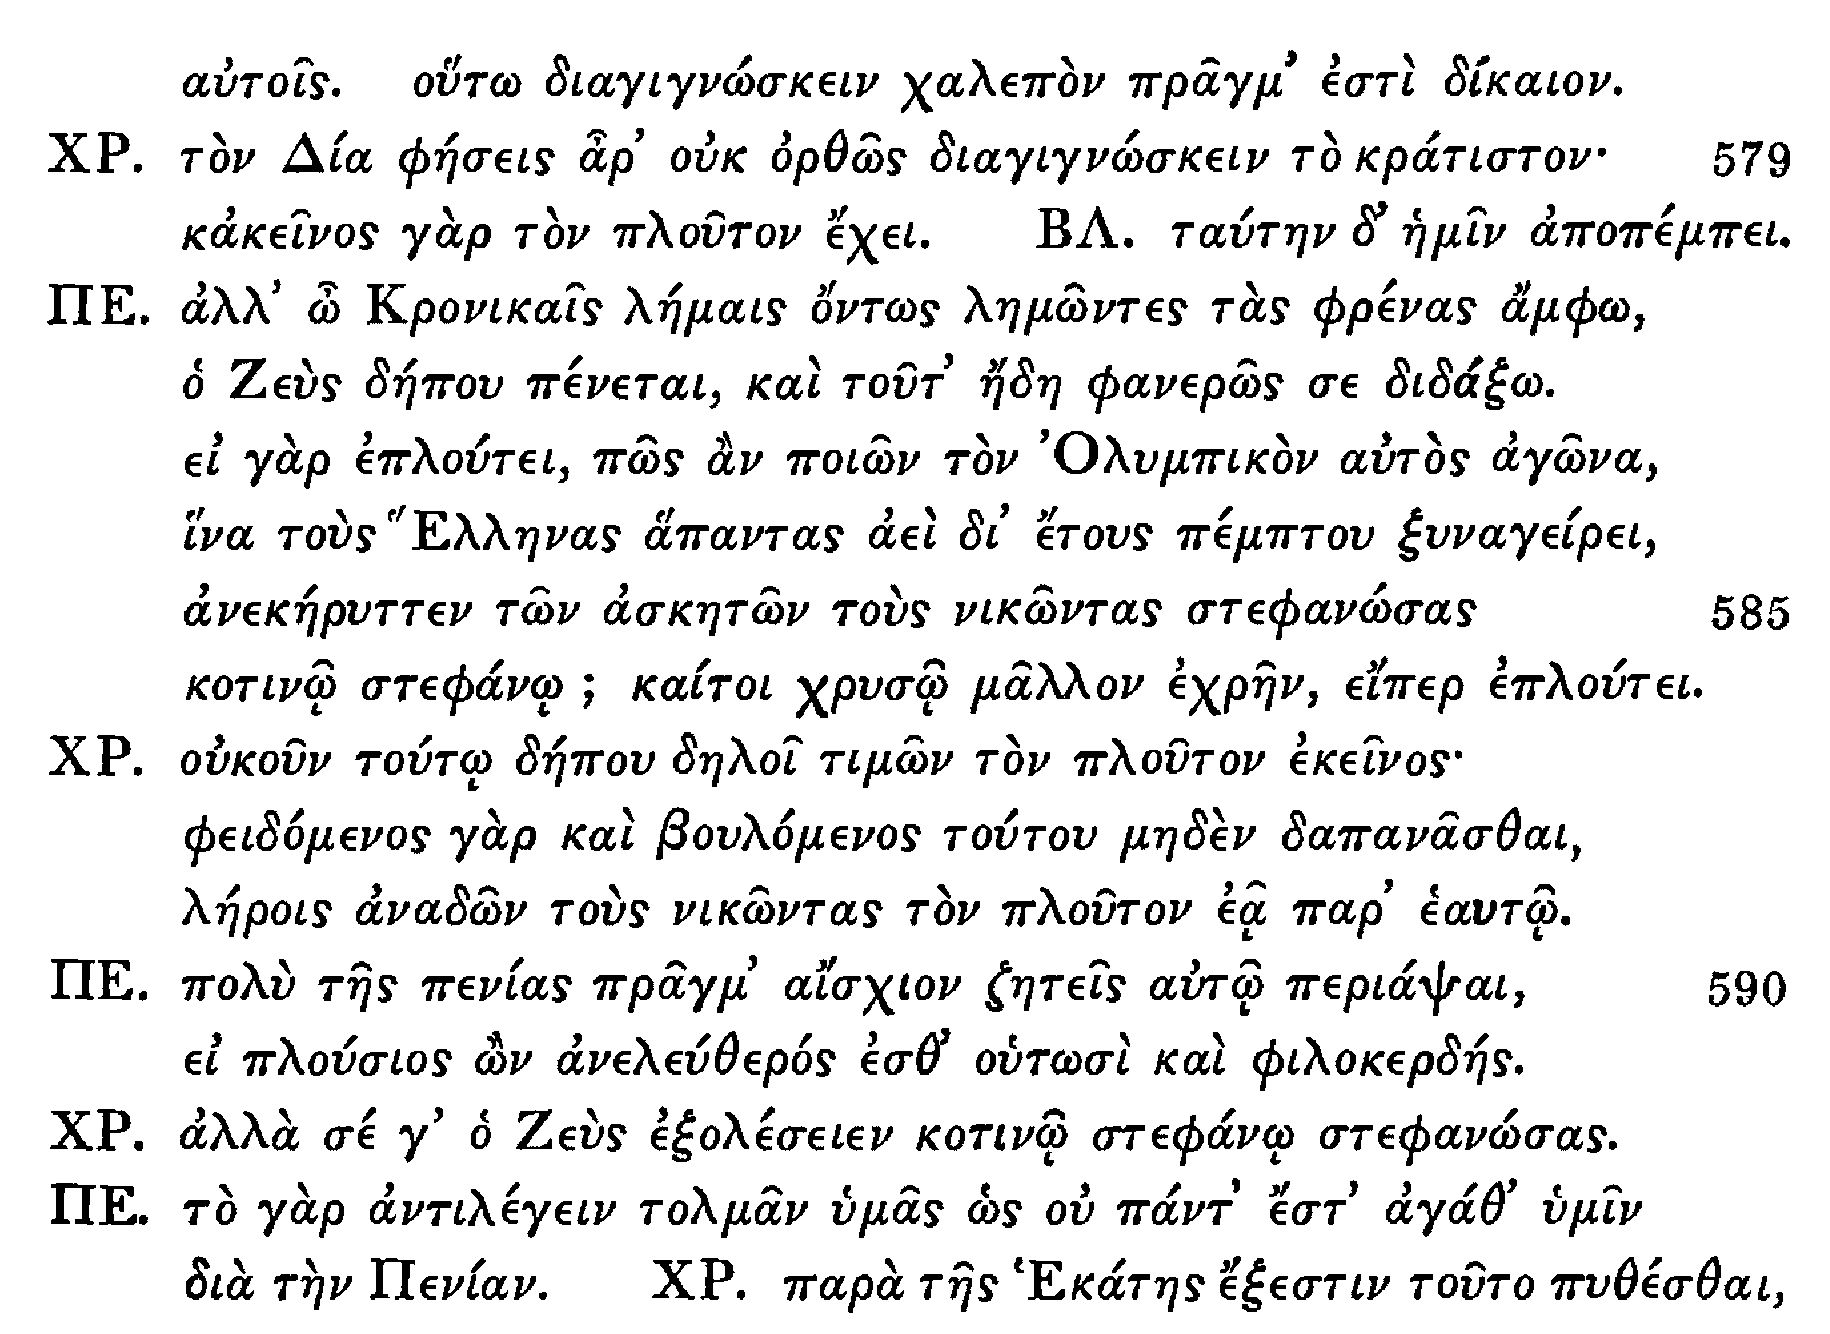 αὐτοῖς. οὕτω διαγιγνώσκειν χαλεπὸν πρᾶγμ’ ἐστὶ δίκαιον.
ΧΡ. τὸν Δία φήσεις ἆρ’ οὐκ ὀρθῶς διαγιγνώσκειν τὸ κράτιστον· 579
κἀκεῖνος γὰρ τὸν πλοῦτον ἔχει. ΒΛ. ταύτην δ’ ἡμῖν ἀποπέμπει.
ΠΕ. ἀλλ’ ὦ Κρονικαῖς λήμαις ὄντως λημῶντες τὰς φρένας ἄμφω,
ὁ Ζεὺς δήπου πένεται, καὶ τοῦτ’ ἤδη φανερῶς σε διδάξω.
εἰ γὰρ ἐπλούτει, πῶς ἂν ποιῶν τὸν Ὀλυμπικὸν αὐτὸς ἀγῶνα,
ἵνα τοὺς Ἕλληνας ἅπαντας ἀεὶ δι’ ἔτους πέμπτου ξυναγείρει,
ἀνεκήρυττεν τῶν ἀσκητῶν τοὺς νικῶντας στεφανώσας 585
κοτινῷ στεφάνῳ ; καίτοι χρυσῷ μᾶλλον ἐχρῆν, εἴπερ ἐπλούτει.
ΧΡ. οὐκοῦν τούτῳ δήπου δηλοῖ τιμῶν τὸν πλοῦτον ἐκεῖνος·
φειδόμενος γὰρ καὶ βουλόμενος τούτου μηδὲν δαπανᾶσθαι,
λήροις ἀναδῶν τοὺς νικῶντας τὸν πλοῦτον ἐᾷ παρ’ ἑαυτῷ.
ΠΕ. πολὺ τῆς πενίας πρᾶγμ’ αἴσχιον ζητεῖς αὐτῷ περιάψαι, 590
εἰ πλούσιος ὢν ἀνελεύθερός ἐσθ’ οὑτωσὶ καὶ φιλοκερδής.
ΧΡ. ἀλλὰ σέ γ’ ὁ Ζεὺς ἐξολέσειεν κοτινῷ στεφάνῳ στεφανώσας.
ΠΕ. τὸ γὰρ ἀντιλέγειν τολμᾶν ὑμᾶς ὡς οὐ πάντ’ ἔστ’ ἀγάθ’ ὑμῖν
διὰ τὴν Πενίαν. ΧΡ. παρὰ τῆς Ἑκάτης ἔξεστιν τοῦτο πυθέσθαι,